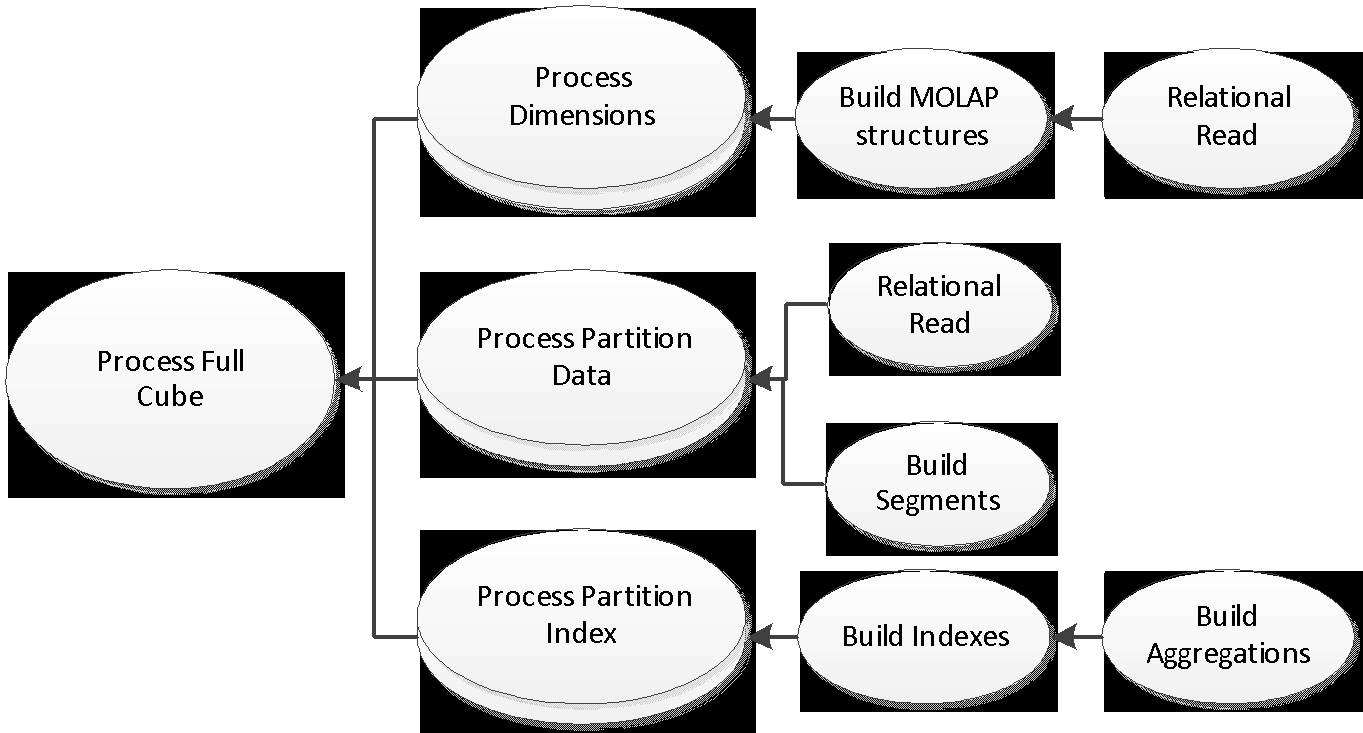 Process
Dimensions
Build MOLAP
structures
Relational
Read
Process Full
Cube
Process Partition
Data
Relational
Read
Build
Segments
Process Partition
Index
Build Indexes
Build
Aggregations